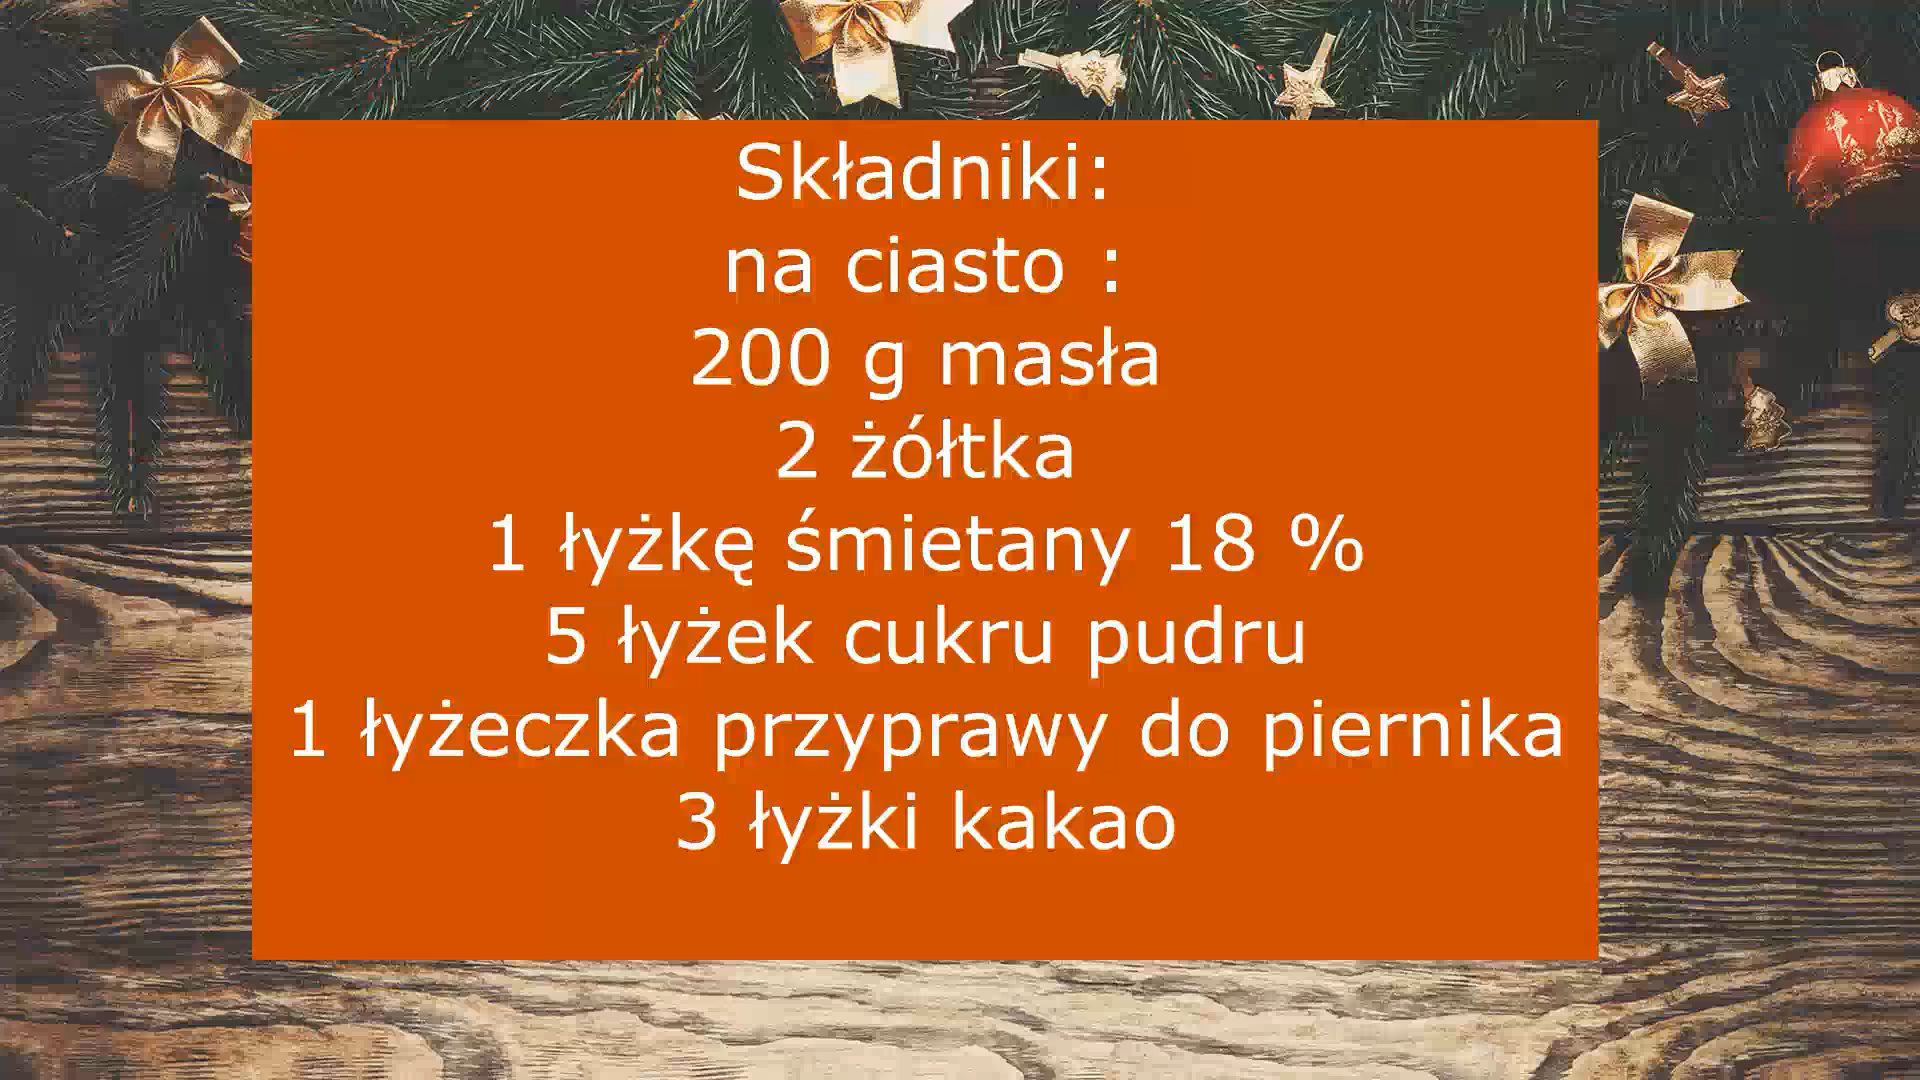 Składniki:
na ciasto :
200 g masła
2 żółtka
1 łyżkę śmietany 18 %
5 łyżek cukru pudru
1 łyżeczka przyprawy do piernika
3 łyżki kakao